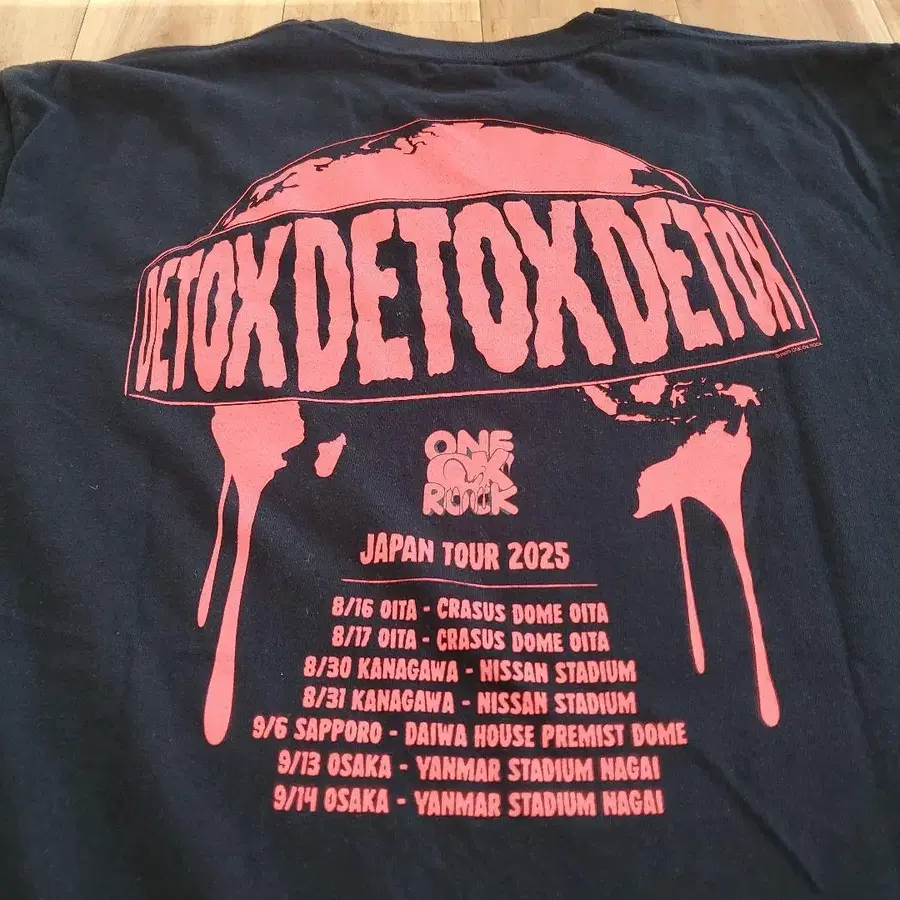 DETOXDETOXDETOX
ONE
OK
ROCK
JAPAN TOUR 2025
8/16 OITA - CRASUS DOME OITA
8/17 OITA - CRASUS DOME OITA
8/30 KANAGAWA - NISSAN STADIUM
8/31 KANAGAWA - NISSAN STADIUM
9/6 SAPPORO - DAIWA HOUSE PREMIST DOME
9/13 OSAKA - YANMAR STADIUM NAGAI
9/14 OSAKA - YANMAR STADIUM NAGAI